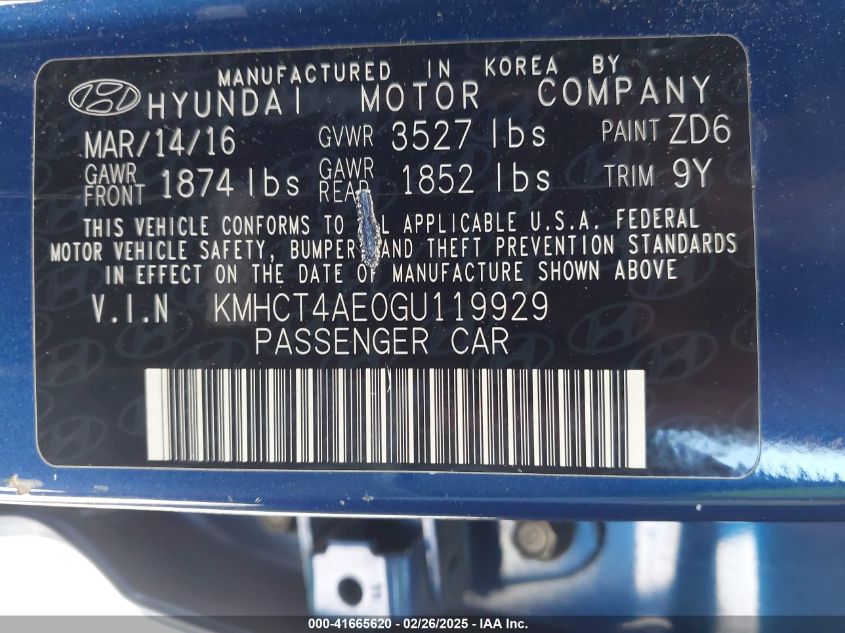 MANUFACTURED IN KOREA BY
HYUNDAI MOTOR COMPANY
MAR/14/16 GVWR 3527 lbs PAINT ZD6
GAWR FRONT 1874 lbs GAWR REAR 1852 lbs TRIM 9Y
THIS VEHICLE CONFORMS TO ALL APPLICABLE U.S.A. FEDERAL
MOTOR VEHICLE SAFETY, BUMPER AND THEFT PREVENTION STANDARDS
IN EFFECT ON THE DATE OF MANUFACTURE SHOWN ABOVE
V.I.N KMHCT4AE0GU119929
PASSENGER CAR
000-41665620 - 02/26/2025 - IAA Inc.